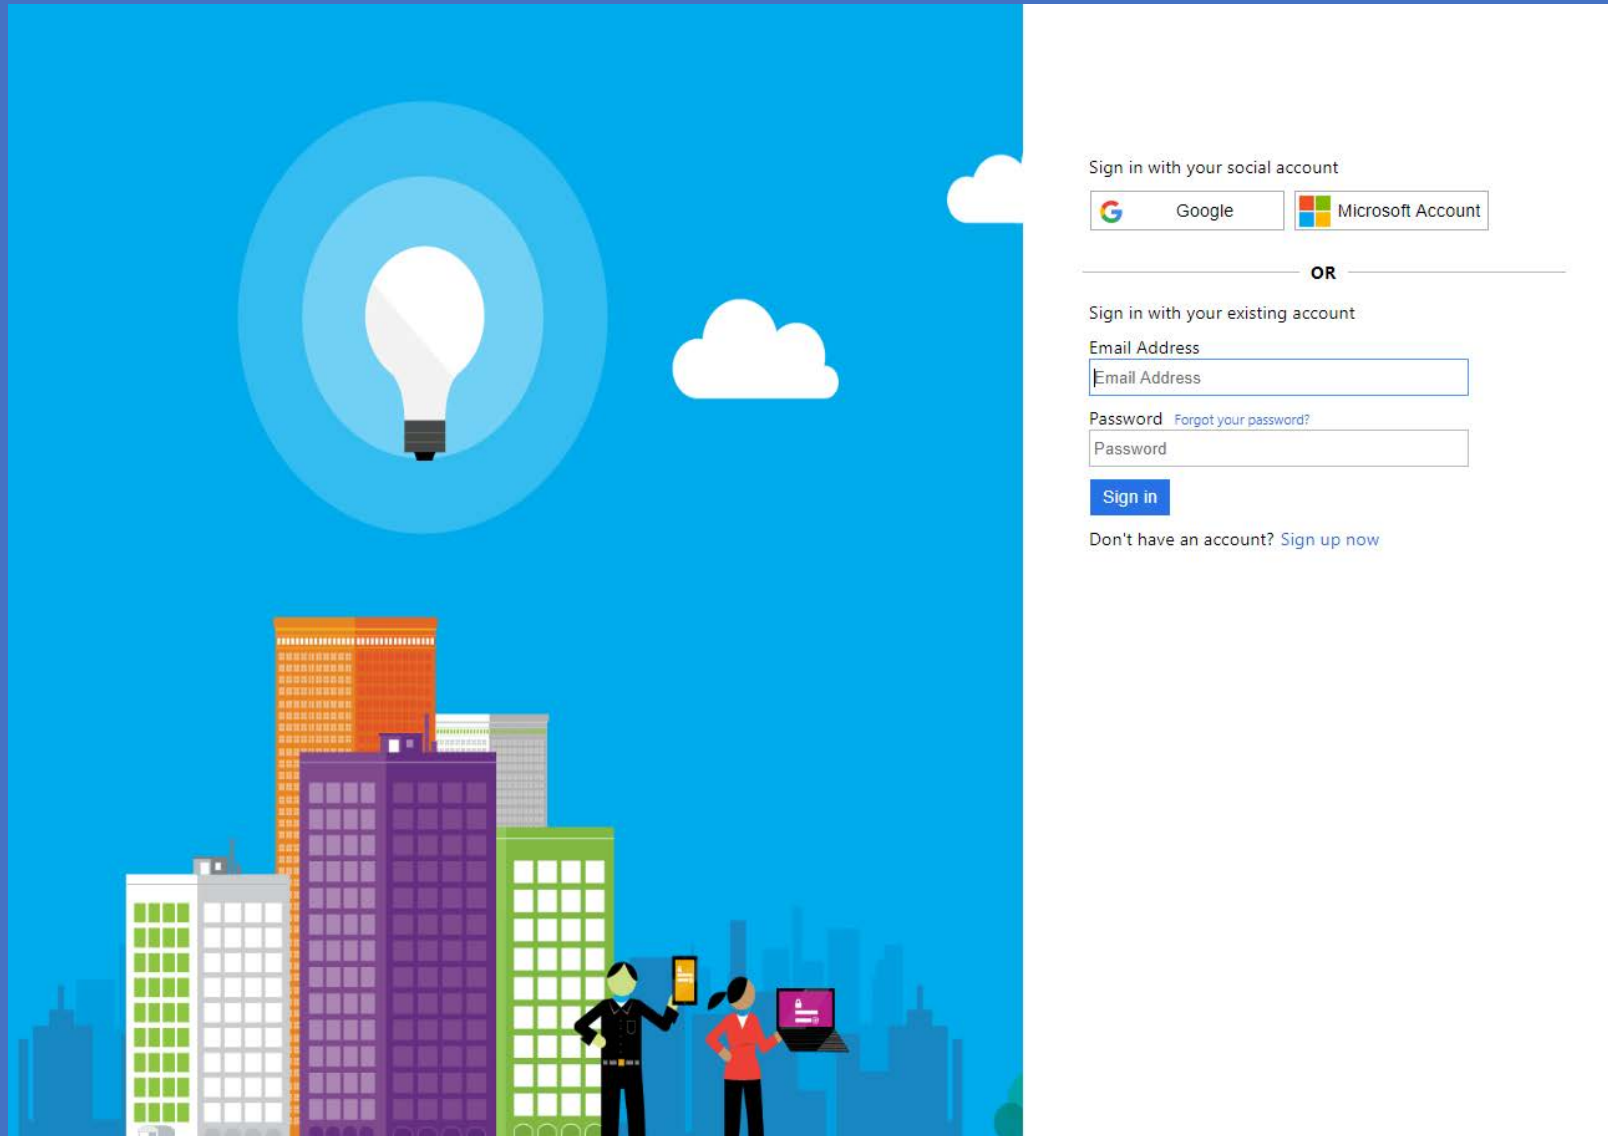 Sign in with your social account
Google
Microsoft Account
OR
Sign in with your existing account
Email Address
Email Address
Password Forgot your password?
Password
Sign in
Don't have an account? Sign up now